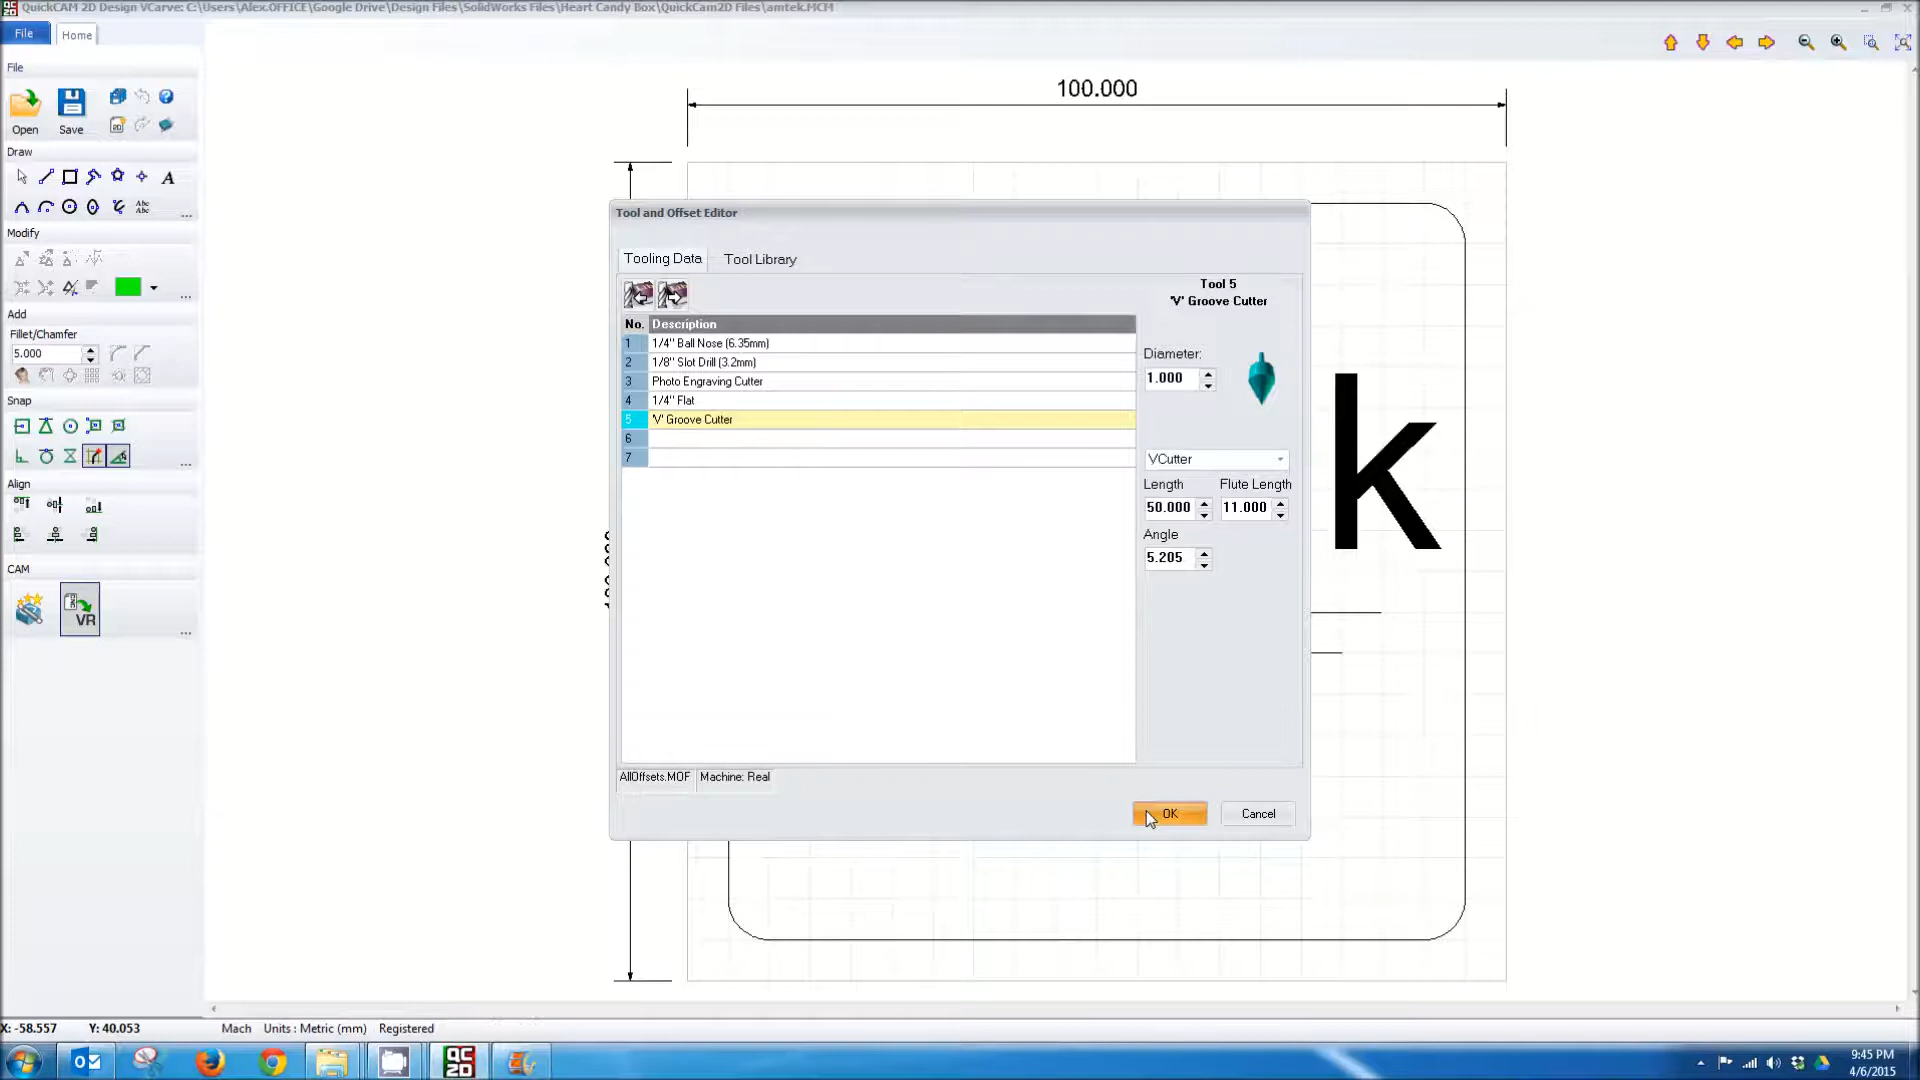 QuickCAM 2D Design VCarve: C:\Users\Alex.OFFICE\Google Drive\Design Files\SolidWorks Files\Heart Candy Box\QuickCam2D Files\amtek.MCM
File
Home
File
Open
Save
Draw
A
Abc
Modify
Add
Fillet/Chamfer
5.000
Snap
Align
CAM
VR
100.000
k
Tool and Offset Editor
Tooling Data
Tool Library
Tool 5
'V' Groove Cutter
No. Description
1 1/4" Ball Nose (6.35mm)
2 1/8" Slot Drill (3.2mm)
3 Photo Engraving Cutter
4 1/4" Flat
5 'V' Groove Cutter
6
7
Diameter:
1.000
VCutter
Length Flute Length
50.000 11.000
Angle
5.205
AllOffsets.MOF Machine: Real
OK Cancel
X: -58.557 Y: 40.053 Mach Units : Metric (mm) Registered
QC
2D
9:45 PM
4/6/2015